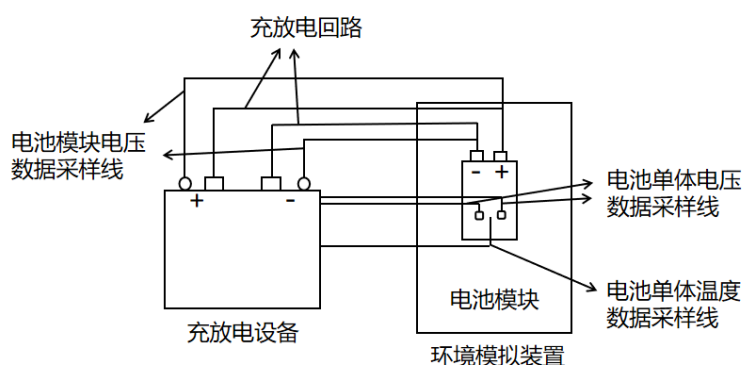 充放电回路
电池模块电压
数据采样线
+
-
-
+
电池单体电压
数据采样线
电池模块
电池单体温度
数据采样线
充放电设备
环境模拟装置